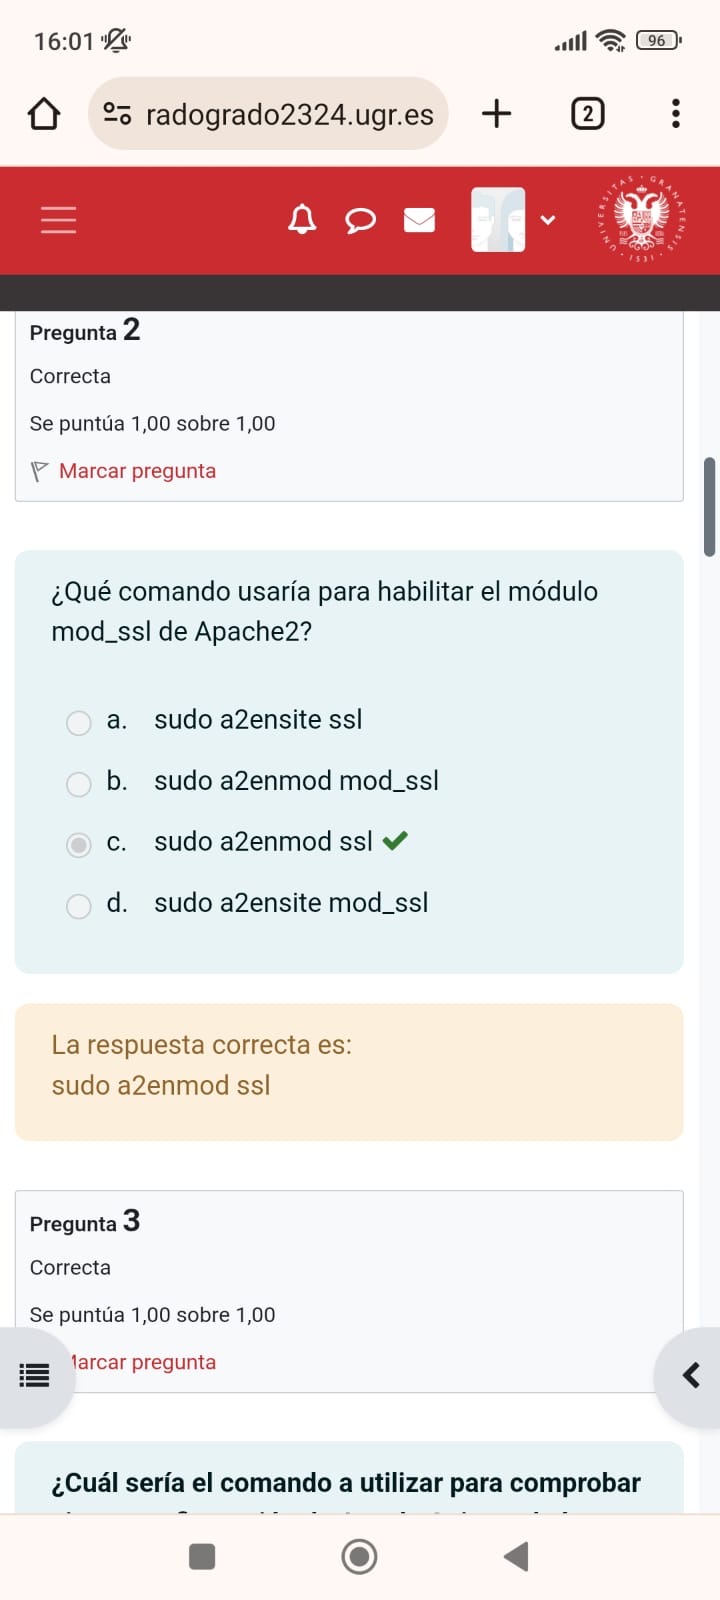 16:01
96
radogrado2324.ugr.es
2
UNIVERSITAS · GRANATENSIS · 1531 ·
Pregunta 2
Correcta
Se puntúa 1,00 sobre 1,00
Marcar pregunta
¿Qué comando usaría para habilitar el módulo
mod_ssl de Apache2?
a. sudo a2ensite ssl
b. sudo a2enmod mod_ssl
c. sudo a2enmod ssl
d. sudo a2ensite mod_ssl
La respuesta correcta es:
sudo a2enmod ssl
Pregunta 3
Correcta
Se puntúa 1,00 sobre 1,00
arcar pregunta
¿Cuál sería el comando a utilizar para comprobar